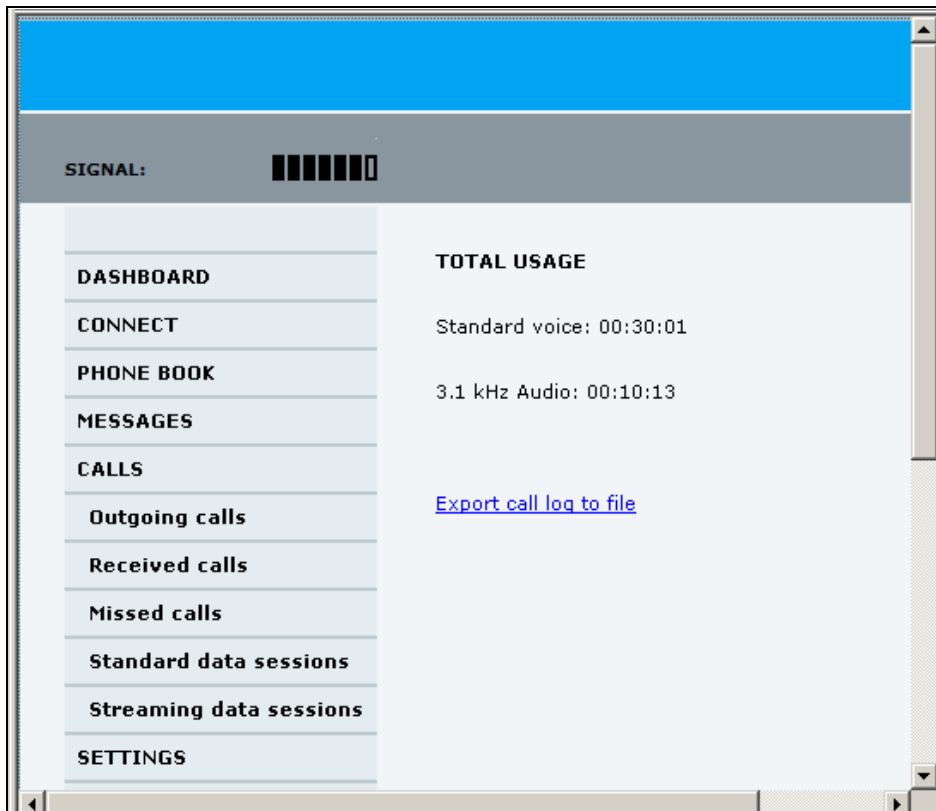 SIGNAL:
DASHBOARD
CONNECT
PHONE BOOK
MESSAGES
CALLS
Outgoing calls
Received calls
Missed calls
Standard data sessions
Streaming data sessions
SETTINGS
TOTAL USAGE
Standard voice: 00:30:01
3.1 kHz Audio: 00:10:13
Export call log to file